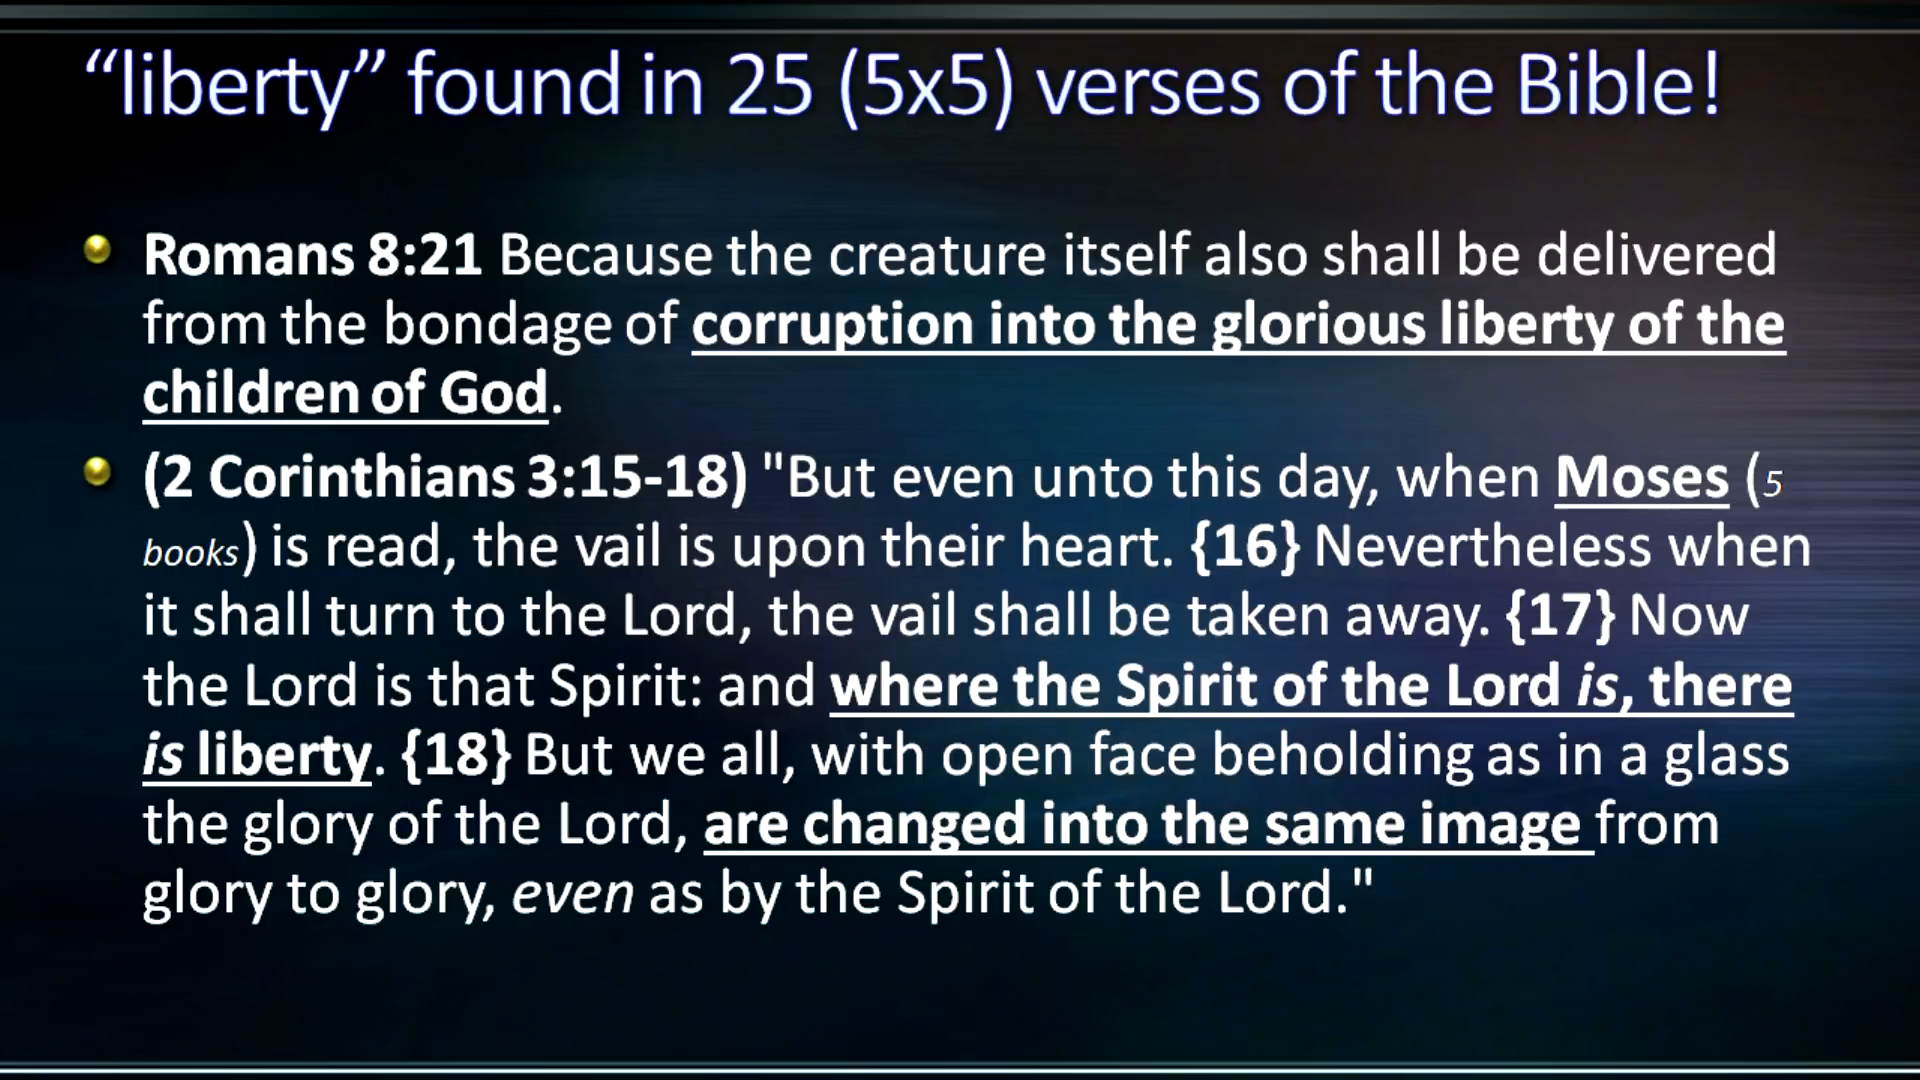 “liberty” found in 25 (5x5) verses of the Bible!
Romans 8:21 Because the creature itself also shall be delivered
from the bondage of corruption into the glorious liberty of the
children of God.
(2 Corinthians 3:15-18) "But even unto this day, when Moses (5
books) is read, the vail is upon their heart. {16} Nevertheless when
it shall turn to the Lord, the vail shall be taken away. {17} Now
the Lord is that Spirit: and where the Spirit of the Lord is, there
is liberty. {18} But we all, with open face beholding as in a glass
the glory of the Lord, are changed into the same image from
glory to glory, even as by the Spirit of the Lord."